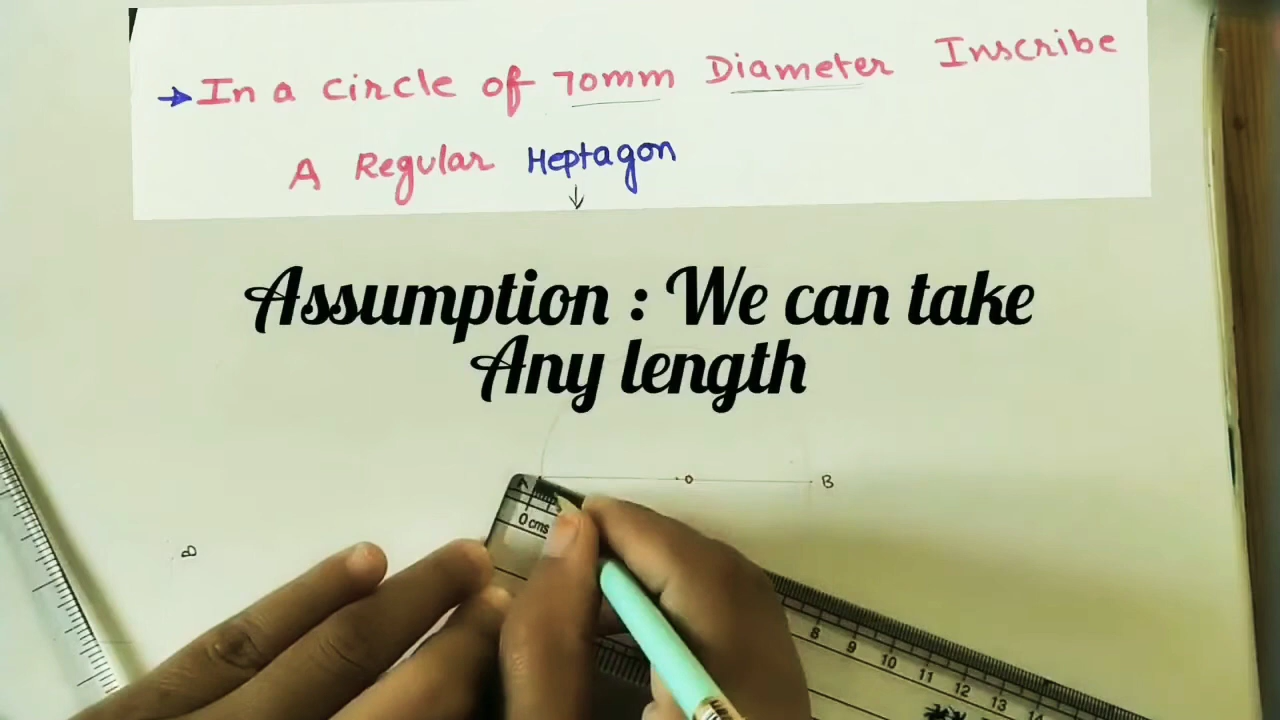 → In a circle of 70mm Diameter Inscribe
A Regular Heptagon
↓
Assumption : We can take
Any length
o B
A
0 cms
8 9 10 11 12 13 14
B